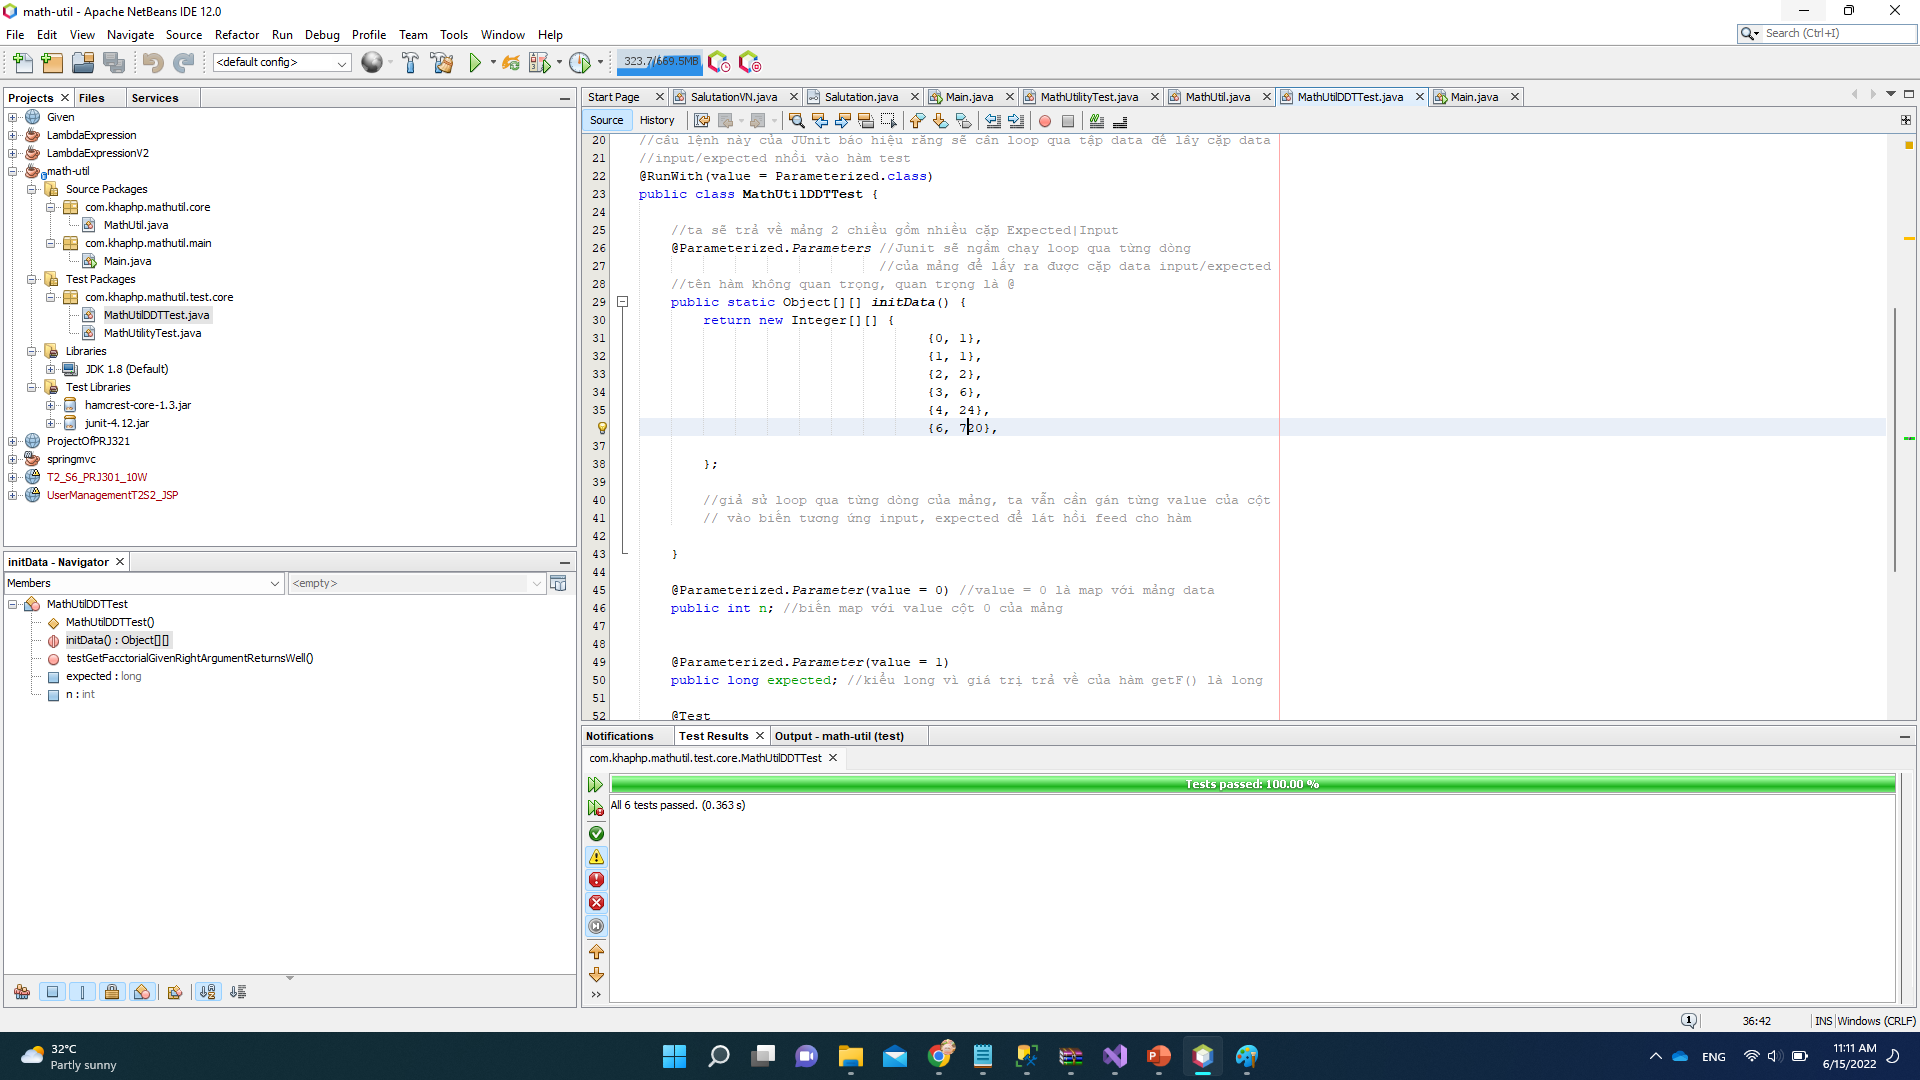 math-util - Apache NetBeans IDE 12.0
File Edit View Navigate Source Refactor Run Debug Profile Team Tools Window Help
Search (Ctrl+I)
<default config>
323.7/669.5MB
Projects Files Services
Given
LambdaExpression
LambdaExpressionV2
math-util
Source Packages
com.khaphp.mathutil.core
MathUtil.java
com.khaphp.mathutil.main
Main.java
Test Packages
com.khaphp.mathutil.test.core
MathUtilDDTTest.java
MathUtilityTest.java
Libraries
JDK 1.8 (Default)
Test Libraries
hamcrest-core-1.3.jar
junit-4.12.jar
ProjectOfPRJ321
springmvc
T2_S6_PRJ301_10W
UserManagementT2S2_JSP
initData - Navigator
Members <empty>
MathUtilDDTTest
MathUtilDDTTest()
initData() : Object[][]
testGetFacctorialGivenRightArgumentReturnsWell()
expected : long
n : int
Start Page SalutationVN.java Salutation.java Main.java MathUtilityTest.java MathUtil.java MathUtilDDTTest.java Main.java
Source History
20 //câu lệnh này của JUnit báo hiệu rằng sẽ cần loop qua tập data để lấy cặp data
21 //input/expected nhồi vào hàm test
22 @RunWith(value = Parameterized.class)
23 public class MathUtilDDTTest {
24
25 //ta sẽ trả về mảng 2 chiều gồm nhiều cặp Expected|Input
26 @Parameterized.Parameters //Junit sẽ ngầm chạy loop qua từng dòng
27 //của mảng để lấy ra được cặp data input/expected
28 //tên hàm không quan trọng, quan trọng là @
29 public static Object[][] initData() {
30 return new Integer[][] {
31 {0, 1},
32 {1, 1},
33 {2, 2},
34 {3, 6},
35 {4, 24},
{6, 720},
37
38 };
39
40 //giả sử loop qua từng dòng của mảng, ta vẫn cần gán từng value của cột
41 // vào biến tương ứng input, expected để lát hồi feed cho hàm
42
43 }
44
45 @Parameterized.Parameter(value = 0) //value = 0 là map với mảng data
46 public int n; //biến map với value cột 0 của mảng
47
48
49 @Parameterized.Parameter(value = 1)
50 public long expected; //kiểu long vì giá trị trả về của hàm getF() là long
51
52 @Test
Notifications Test Results Output - math-util (test)
com.khaphp.mathutil.test.core.MathUtilDDTTest
Tests passed: 100.00 %
All 6 tests passed. (0.363 s)
1 36:42 INS Windows (CRLF)
32°C
Partly sunny
ENG
11:11 AM
6/15/2022